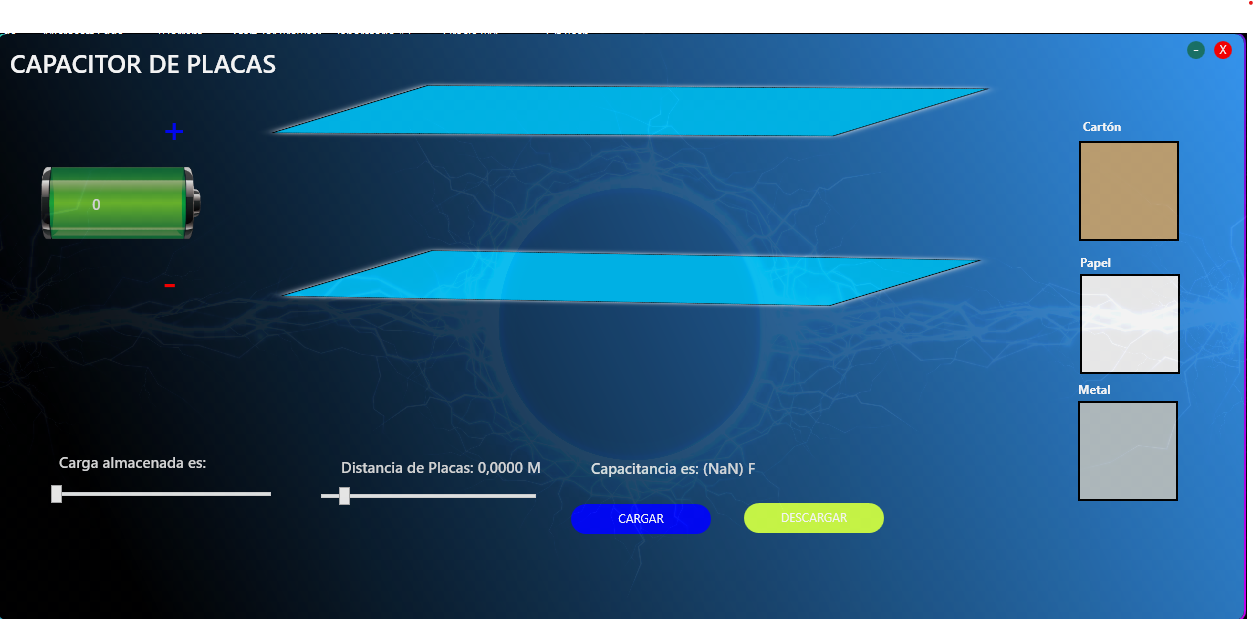 CAPACITOR DE PLACAS
-
X
+
0
-
Cartón
Papel
Metal
Carga almacenada es:
Distancia de Placas: 0,0000 M
Capacitancia es: (NaN) F
CARGAR
DESCARGAR